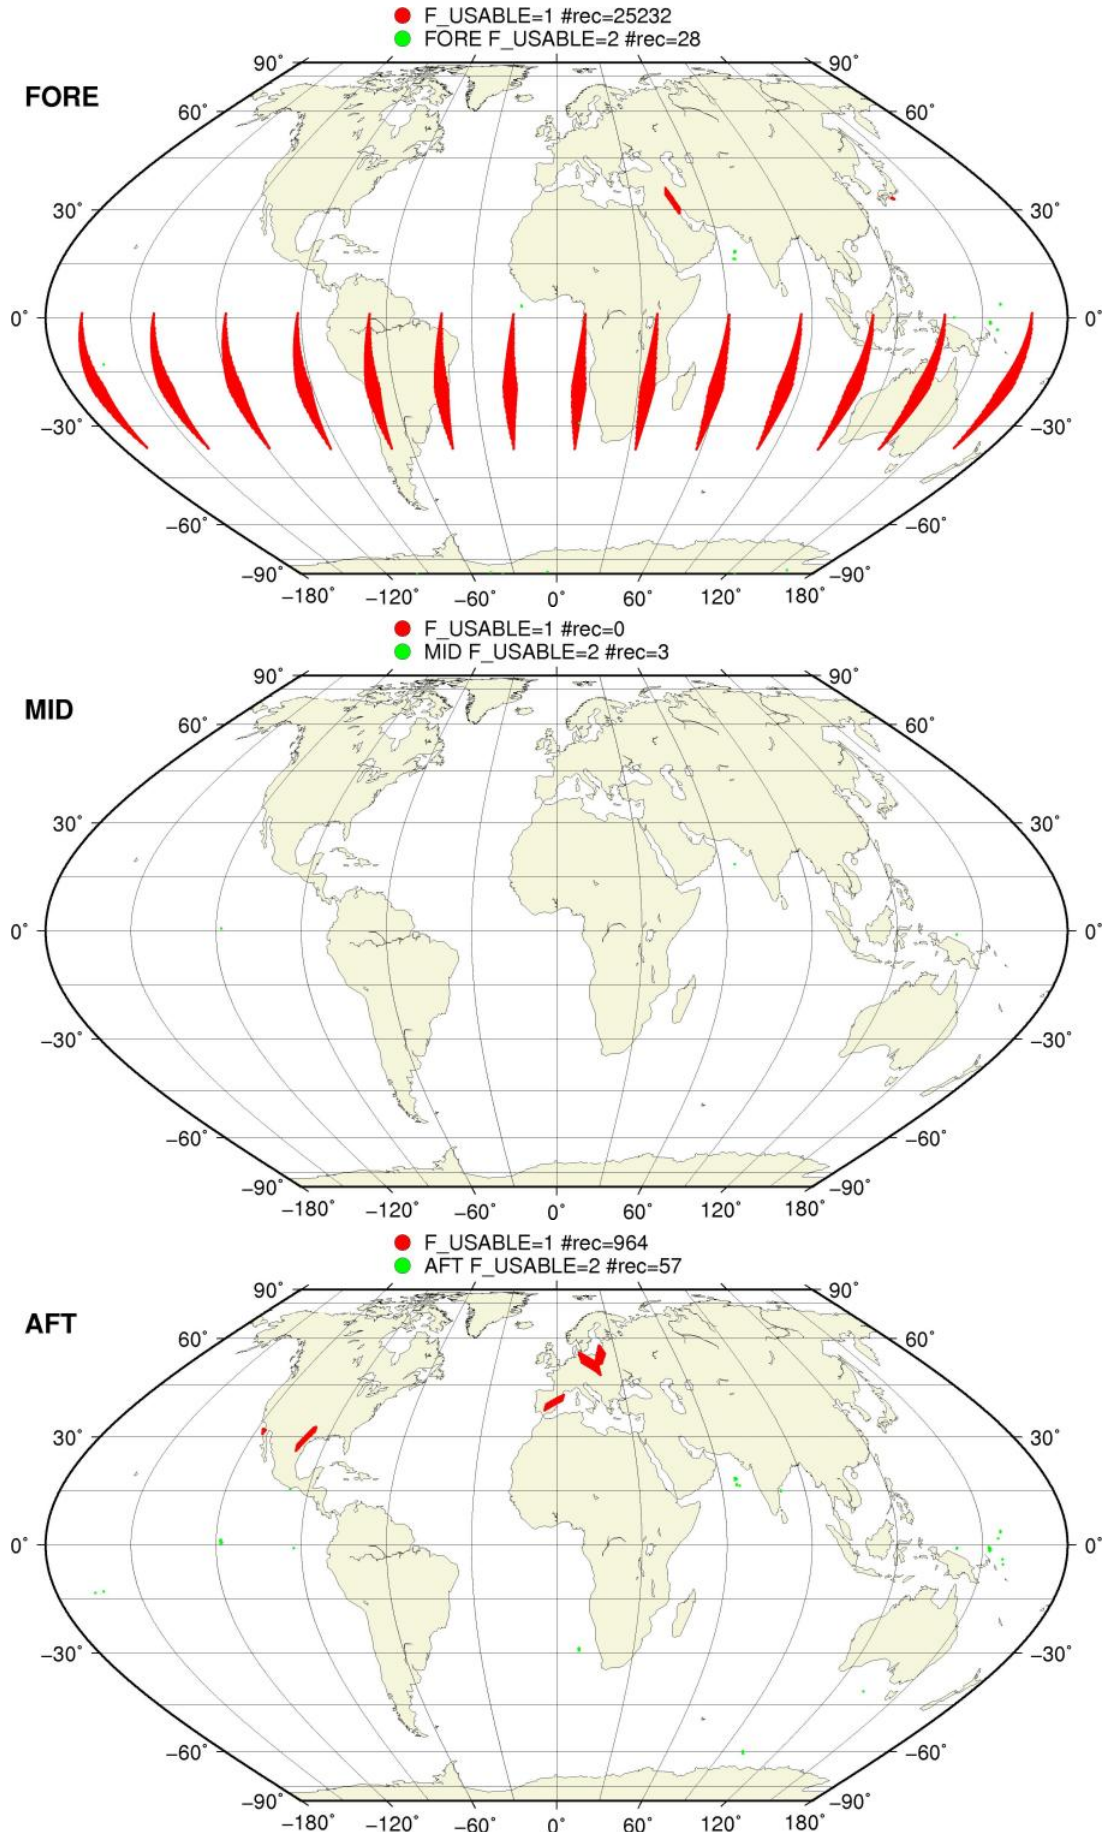 F_USABLE=1 #rec=25232
FORE F_USABLE=2 #rec=28
FORE
90° 90°
60° 60°
30° 30°
0° 0°
−30° −30°
−60° −60°
−90° −90°
−180° −120° −60° 0° 60° 120° 180°
F_USABLE=1 #rec=0
MID F_USABLE=2 #rec=3
MID
90° 90°
60° 60°
30° 30°
0° 0°
−30° −30°
−60° −60°
−90° −90°
−180° −120° −60° 0° 60° 120° 180°
F_USABLE=1 #rec=964
AFT F_USABLE=2 #rec=57
AFT
90° 90°
60° 60°
30° 30°
0° 0°
−30° −30°
−60° −60°
−90° −90°
−180° −120° −60° 0° 60° 120° 180°